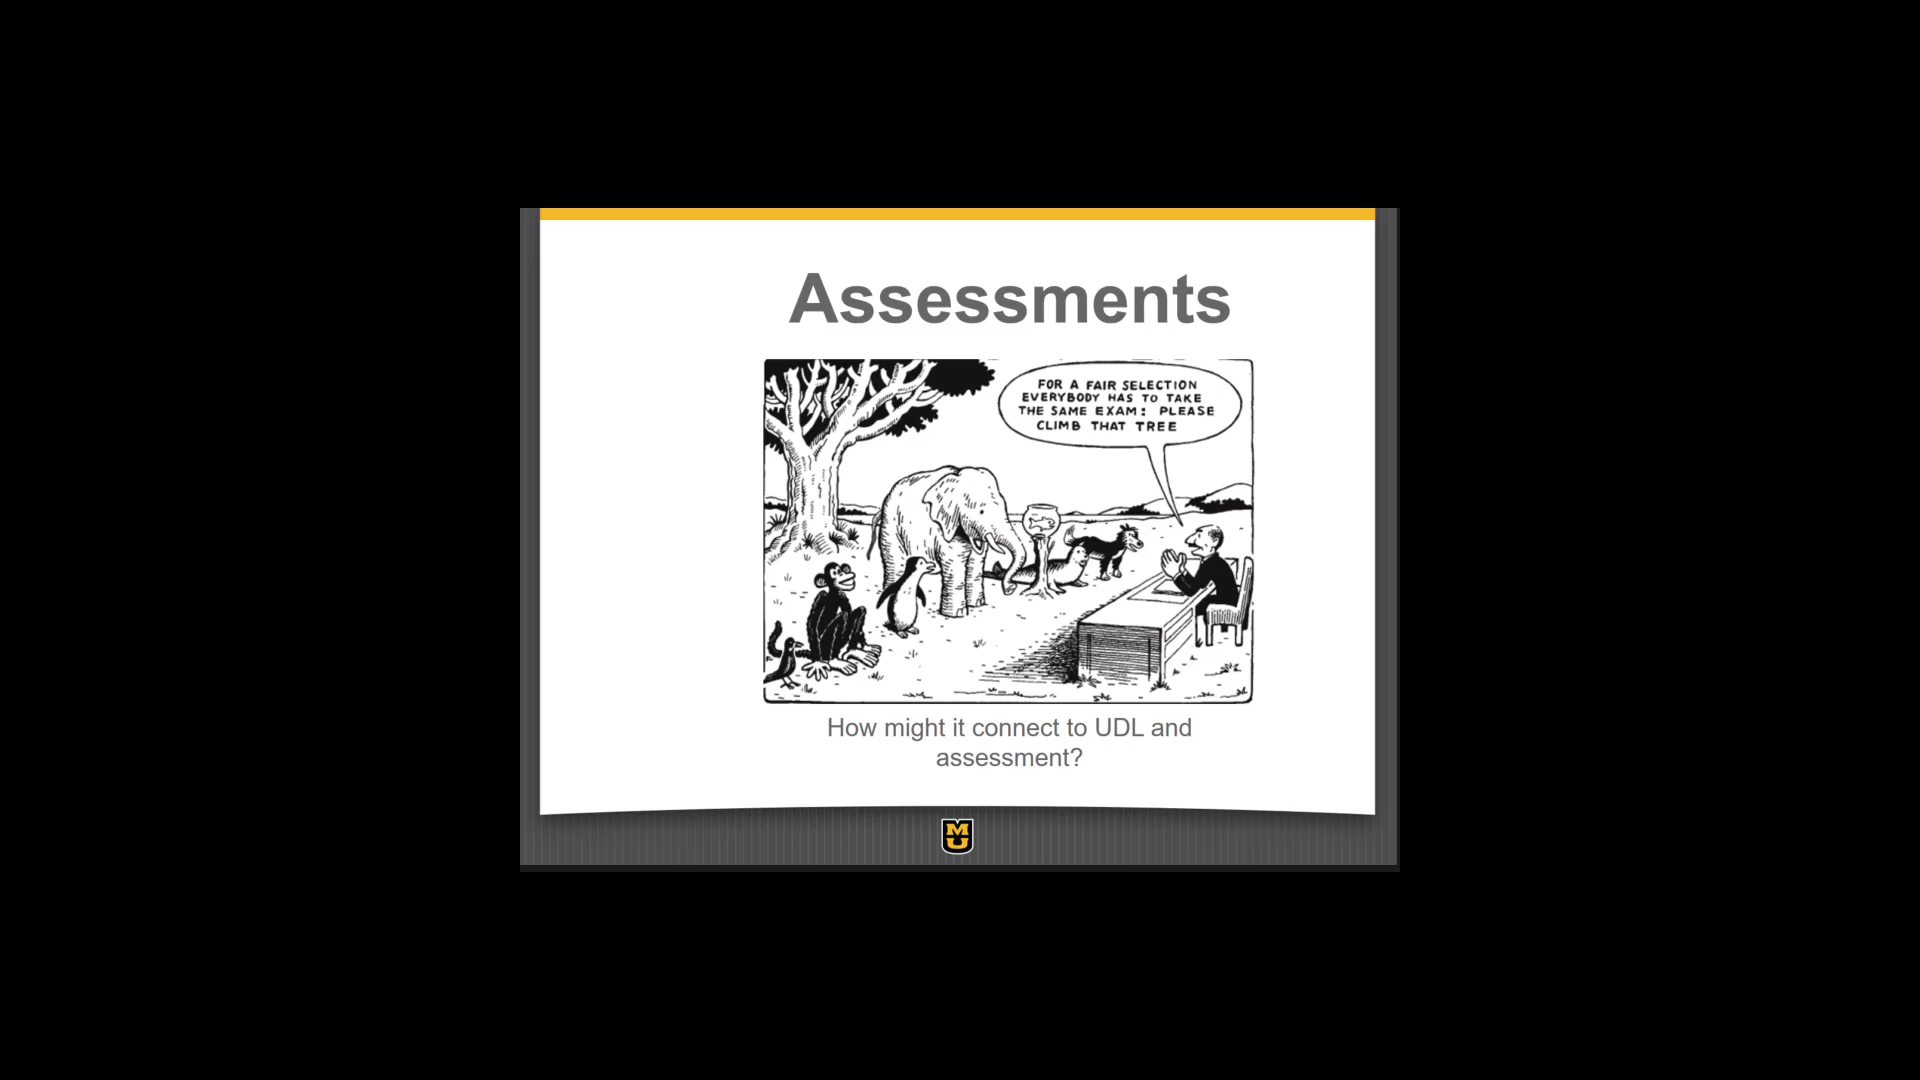 Assessments
FOR A FAIR SELECTION
EVERYBODY HAS TO TAKE
THE SAME EXAM: PLEASE
CLIMB THAT TREE
How might it connect to UDL and
assessment?
MU